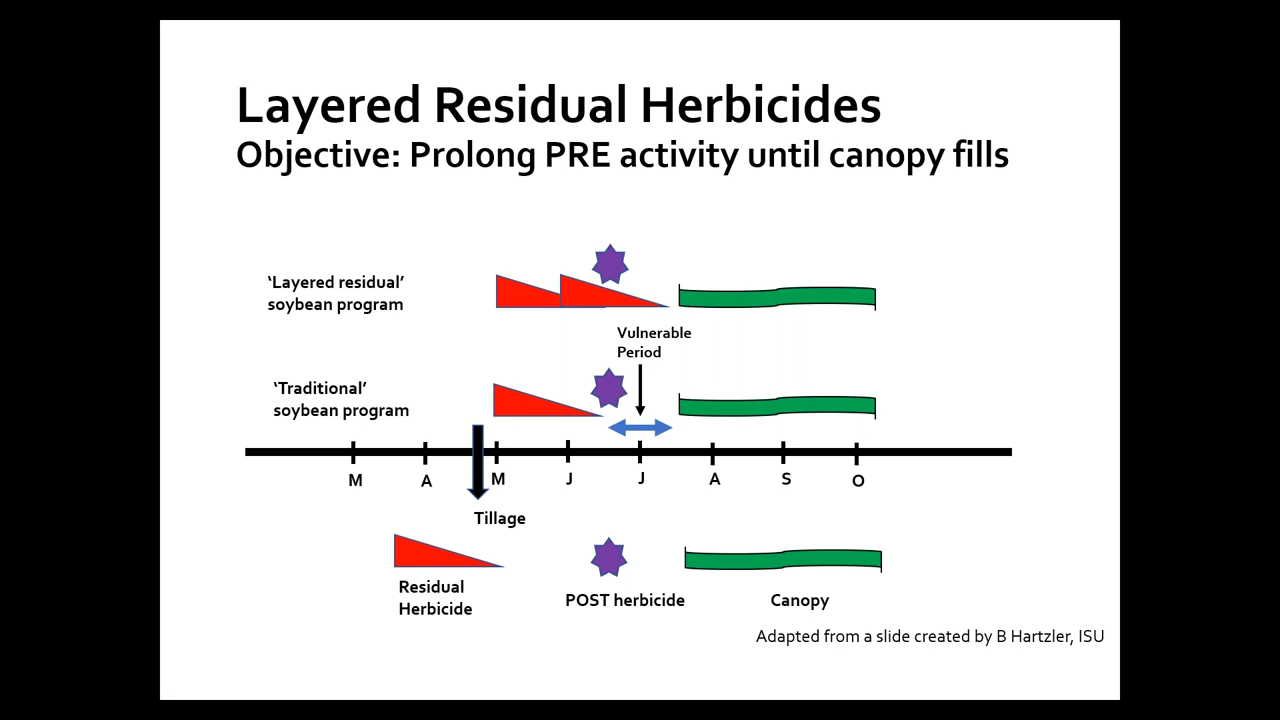 Layered Residual Herbicides
Objective: Prolong PRE activity until canopy fills
‘Layered residual’
soybean program
Vulnerable
Period
‘Traditional’
soybean program
M A M J J A S O
Tillage
Residual
Herbicide
POST herbicide
Canopy
Adapted from a slide created by B Hartzler, ISU